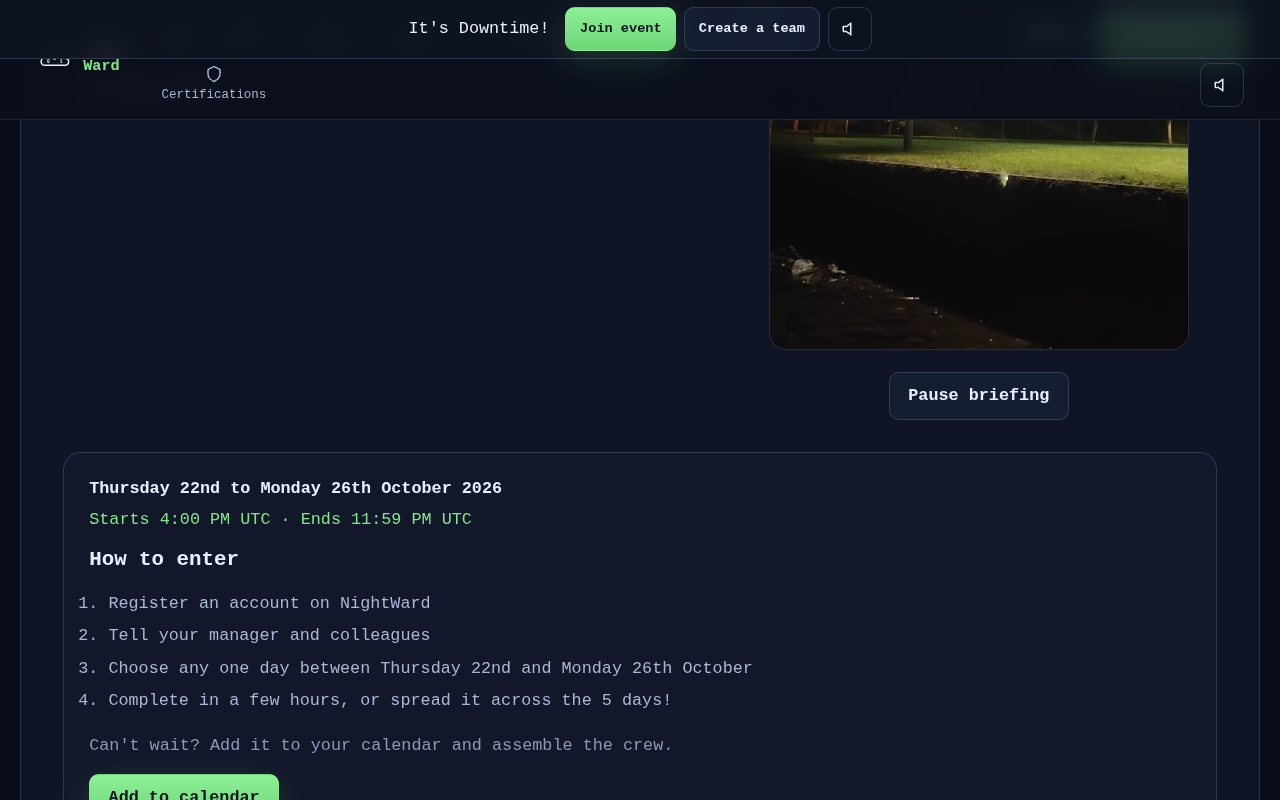 It's Downtime!
Join event
Create a team
Ward
Certifications
Pause briefing
Thursday 22nd to Monday 26th October 2026
Starts 4:00 PM UTC · Ends 11:59 PM UTC
How to enter
1. Register an account on NightWard
2. Tell your manager and colleagues
3. Choose any one day between Thursday 22nd and Monday 26th October
4. Complete in a few hours, or spread it across the 5 days!
Can't wait? Add it to your calendar and assemble the crew.
Add to calendar